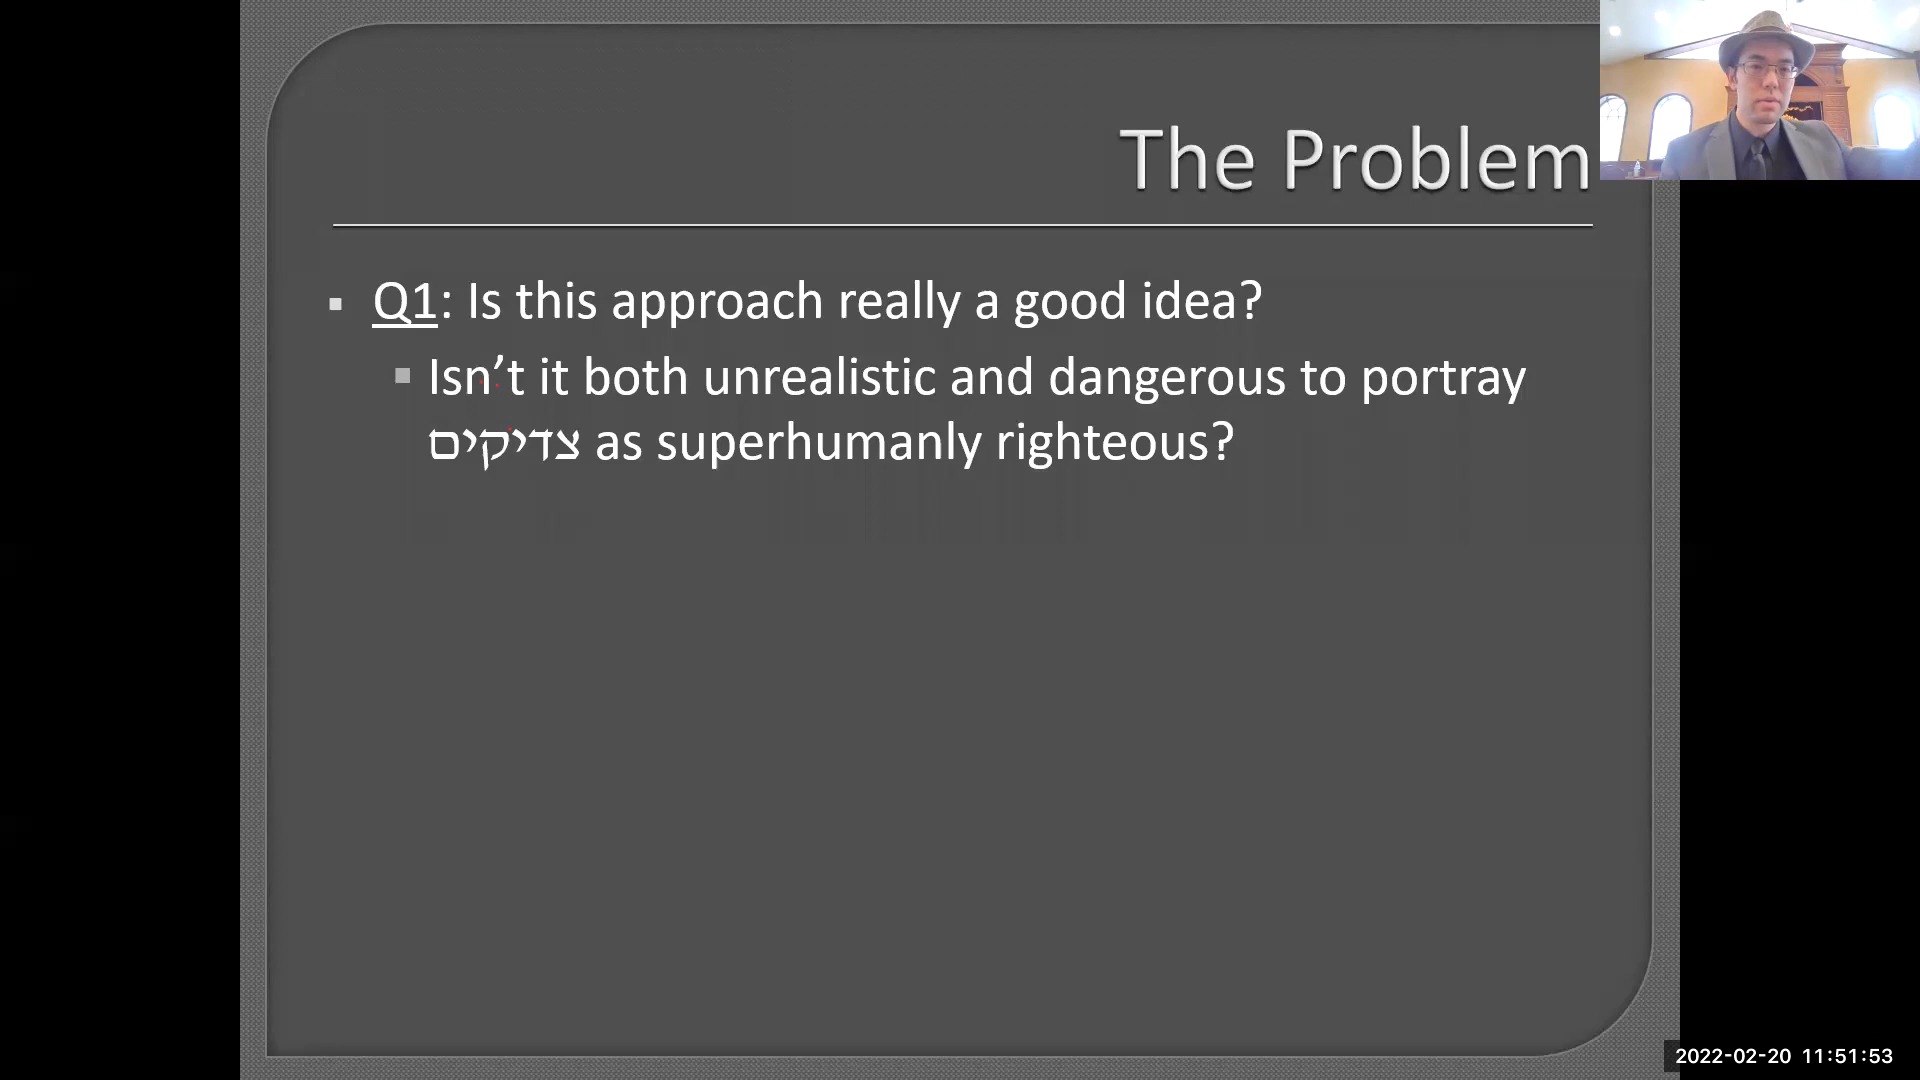 The Problem
Q1: Is this approach really a good idea?
Isn’t it both unrealistic and dangerous to portray
צדיקים as superhumanly righteous?
2022-02-20 11:51:53